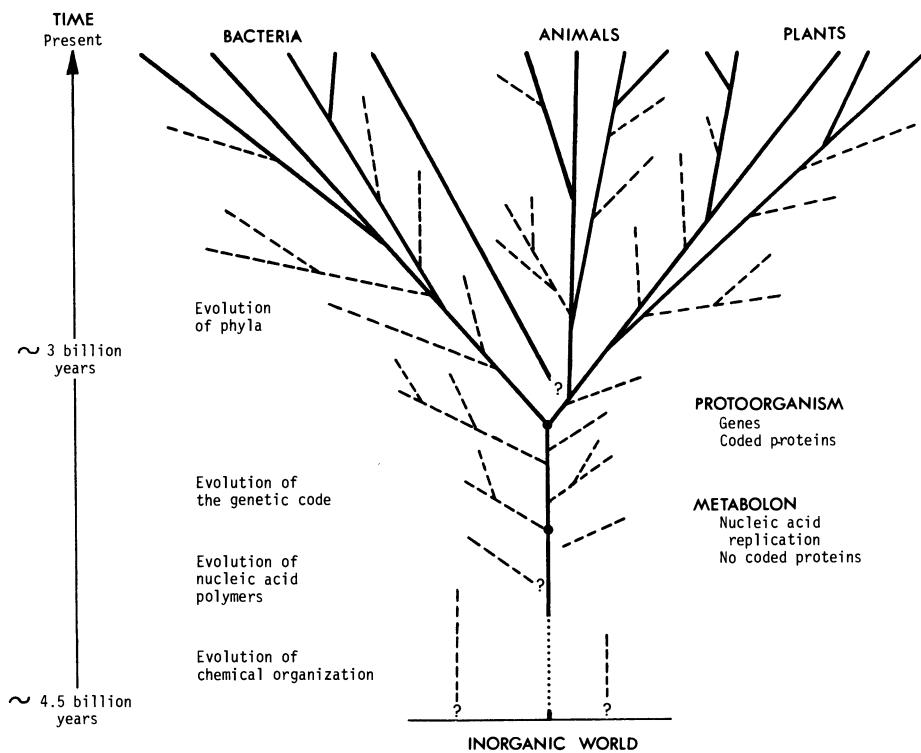 TIME
Present
BACTERIA
ANIMALS
PLANTS
Evolution
of phyla
~ 3 billion
years
?
PROTOORGANISM
Genes
Coded proteins
Evolution of
the genetic code
METABOLON
Nucleic acid
replication
No coded proteins
Evolution of
nucleic acid
polymers
?
Evolution of
chemical organization
~ 4.5 billion
years
?
?
INORGANIC WORLD